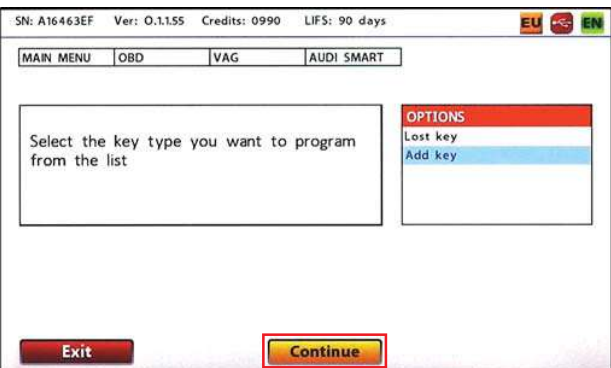 SN: A16463EF Ver: 0.1.1.55 Credits: 0990 LIFS: 90 days EU EN
MAIN MENU OBD VAG AUDI SMART
Select the key type you want to program
from the list
OPTIONS
Lost key
Add key
Exit Continue